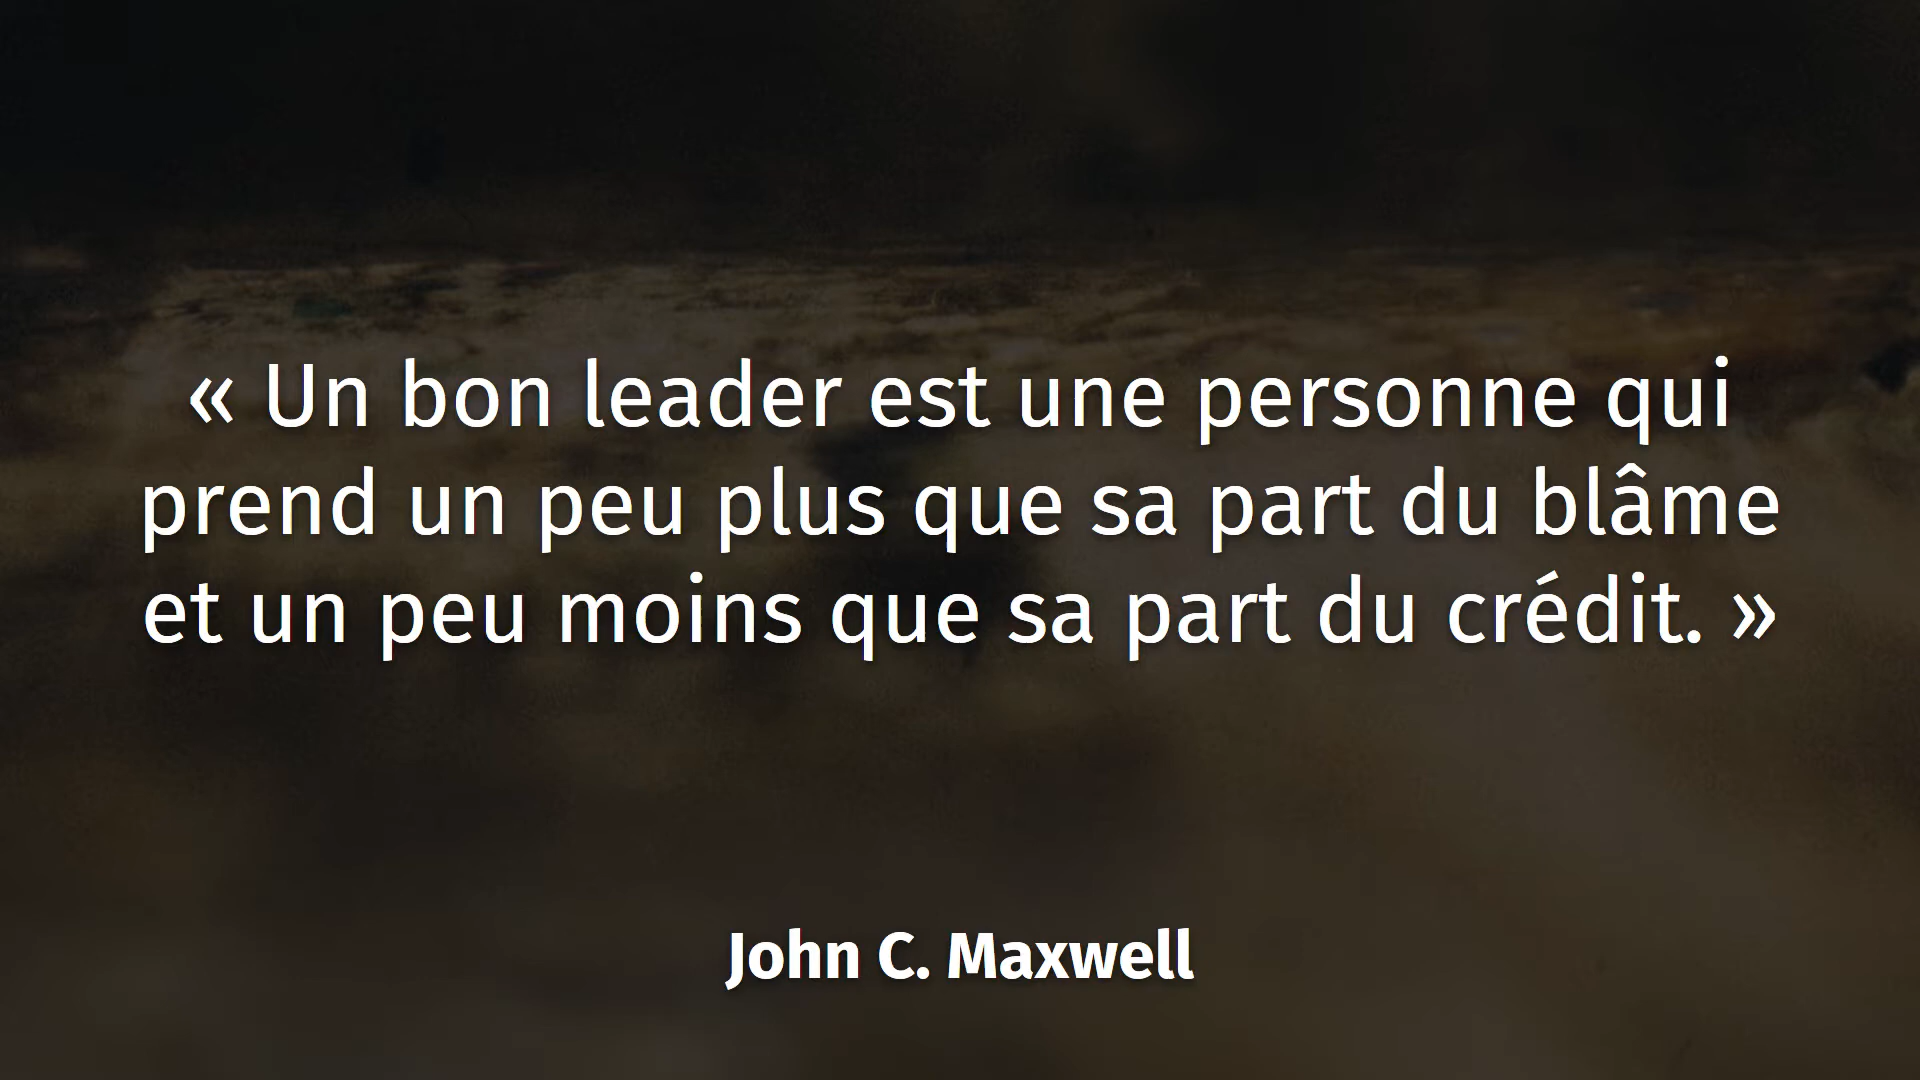 « Un bon leader est une personne qui
prend un peu plus que sa part du blâme
et un peu moins que sa part du crédit. »
John C. Maxwell